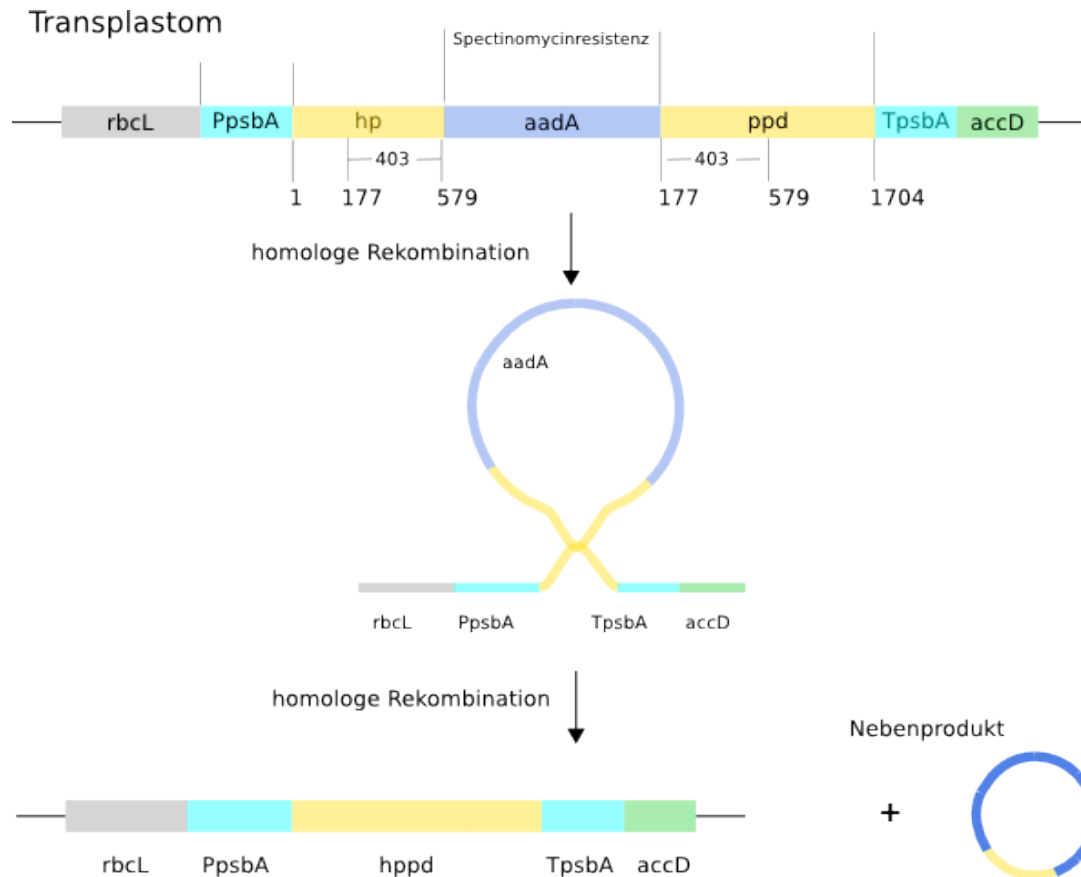 Transplastom
Spectinomycinresistenz
rbcL PpsbA hp aadA ppd TpsbA accD
403 403
1 177 579 177 579 1704
homologe Rekombination
aadA
rbcL PpsbA TpsbA accD
homologe Rekombination
Nebenprodukt
+
rbcL PpsbA hppd TpsbA accD